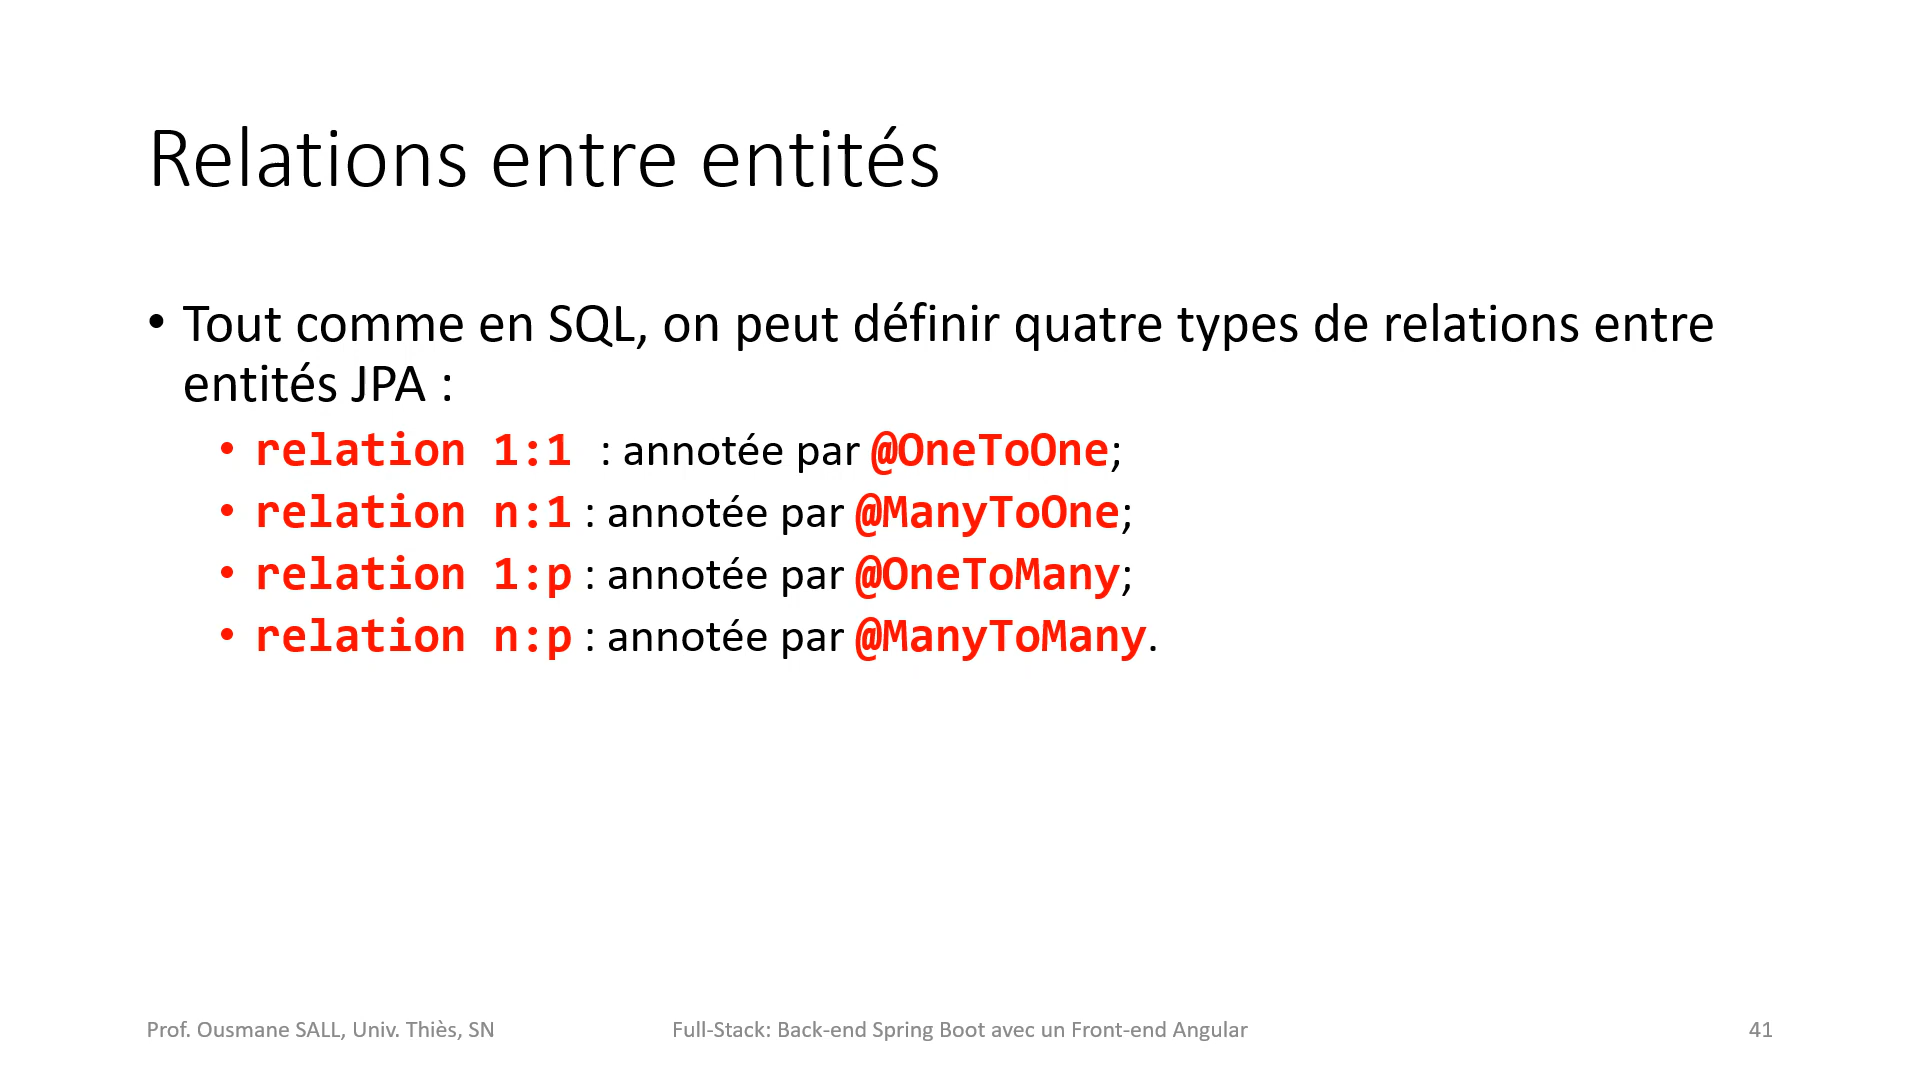 Relations entre entités
• Tout comme en SQL, on peut définir quatre types de relations entre
entités JPA :
• relation 1:1 : annotée par @OneToOne;
• relation n:1 : annotée par @ManyToOne;
• relation 1:p : annotée par @OneToMany;
• relation n:p : annotée par @ManyToMany.
Prof. Ousmane SALL, Univ. Thiès, SN
Full-Stack: Back-end Spring Boot avec un Front-end Angular
41